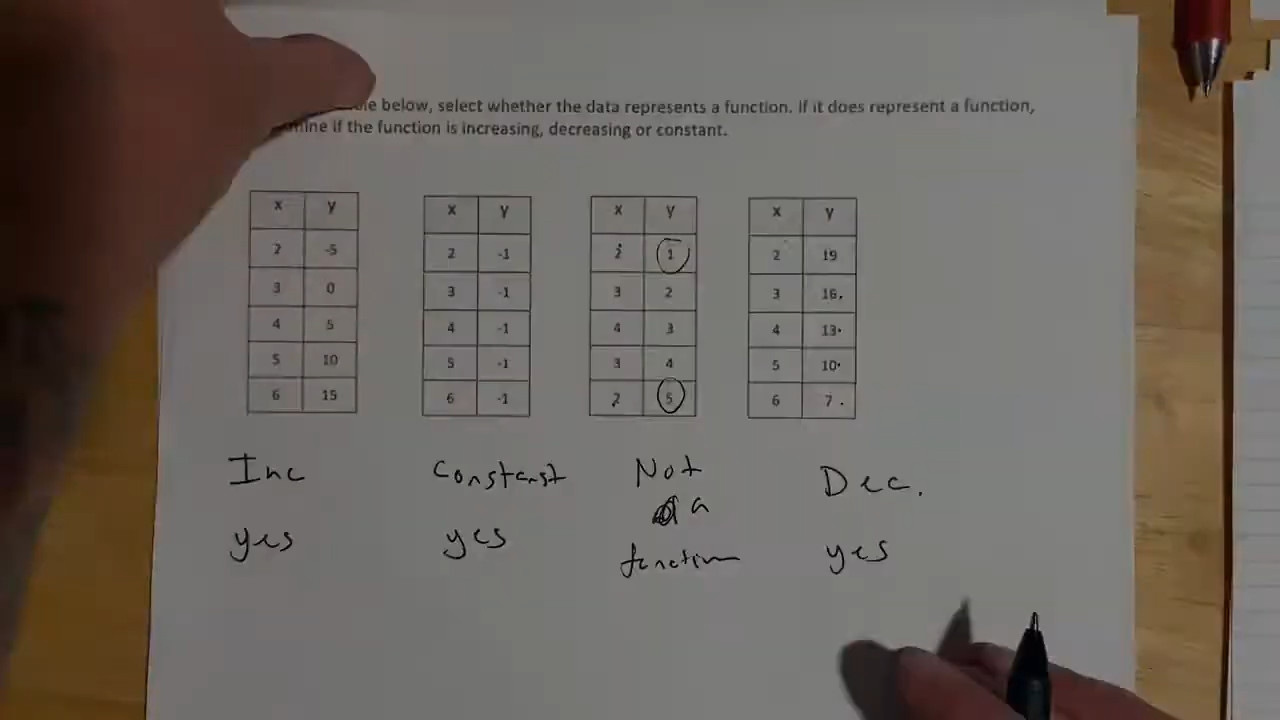 below, select whether the data represents a function. If it does represent a function,
if the function is increasing, decreasing or constant.
x y x y x y x y
2 -5 2 -1 2 1 2 19
3 0 3 -1 3 2 3 16
4 5 4 -1 4 3 4 13
5 10 5 -1 3 4 5 10
6 15 6 -1 2 5 6 7
Inc Constant Not Dec.
a
yes yes function yes